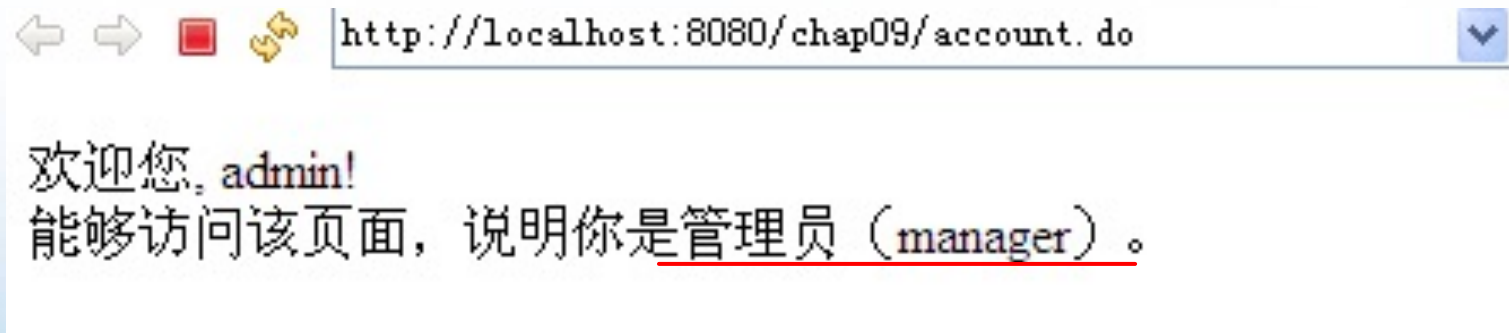 http://localhost:8080/chap09/account.do
欢迎您, admin!
能够访问该页面，说明你是管理员（manager）。